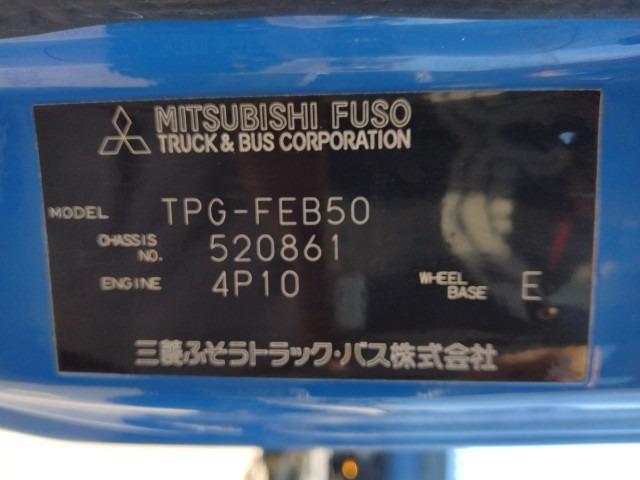 MITSUBISHI FUSO
TRUCK & BUS CORPORATION
MODEL TPG-FEB50
CHASSIS NO. 520861
ENGINE 4P10 WHEEL BASE E
三菱ふそうトラック・バス株式会社